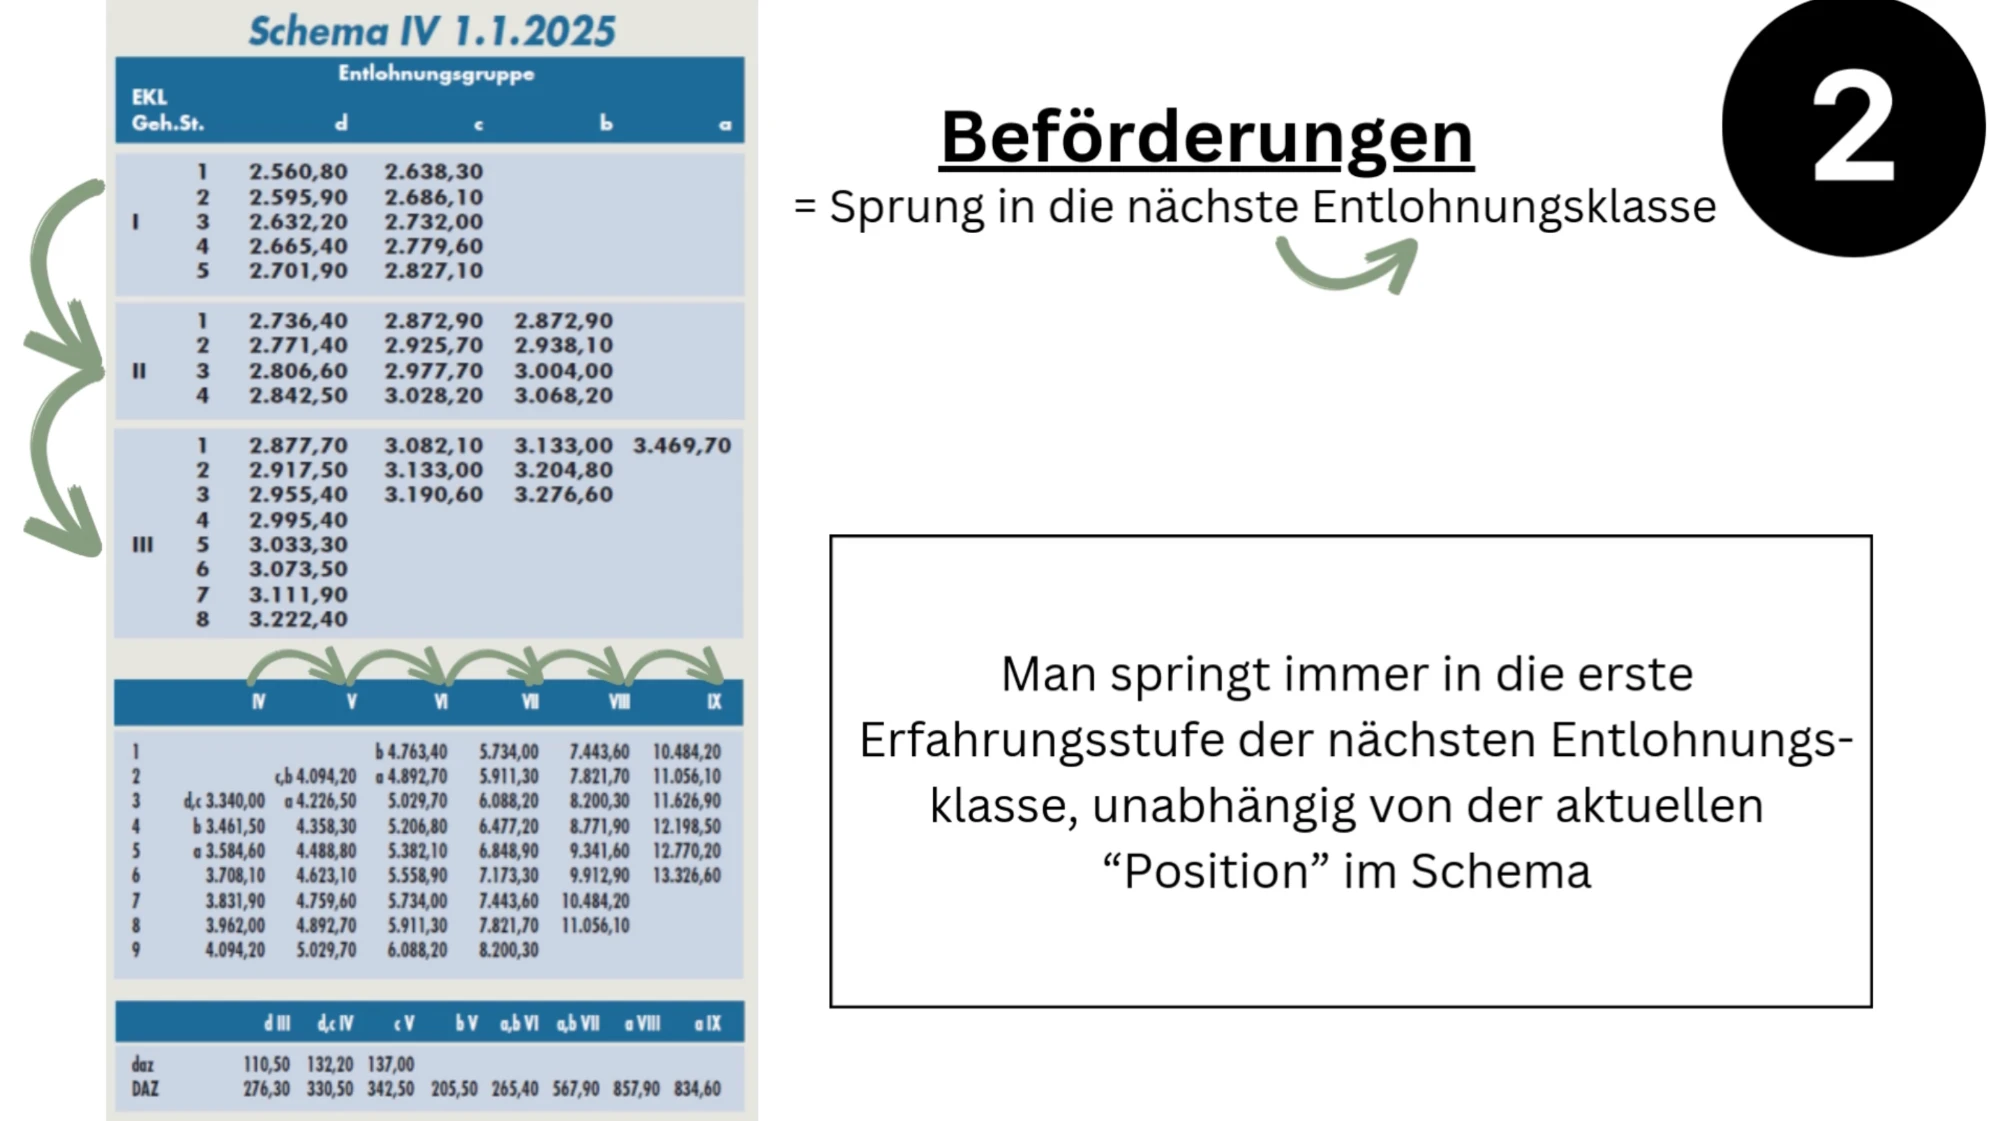 Schema IV 1.1.2025
Entlohnungsgruppe
EKL
Geh.St. d c b a
1 2.560,80 2.638,30
2 2.595,90 2.686,10
I 3 2.632,20 2.732,00
4 2.665,40 2.779,60
5 2.701,90 2.827,10
1 2.736,40 2.872,90 2.872,90
2 2.771,40 2.925,70 2.938,10
II 3 2.806,60 2.977,70 3.004,00
4 2.842,50 3.028,20 3.068,20
1 2.877,70 3.082,10 3.133,00 3.469,70
2 2.917,50 3.133,00 3.204,80
3 2.955,40 3.190,60 3.276,60
4 2.995,40
III 5 3.033,30
6 3.073,50
7 3.111,90
8 3.222,40
IV V VI VII VIII IX
1 b 4.763,40 5.734,00 7.443,60 10.484,20
2 c,b 4.094,20 a 4.892,70 5.911,30 7.821,70 11.056,10
3 d,c 3.340,00 a 4.226,50 5.029,70 6.088,20 8.200,30 11.626,90
4 b 3.461,50 4.358,30 5.206,80 6.477,20 8.771,90 12.198,50
5 a 3.584,60 4.488,80 5.382,10 6.848,90 9.341,60 12.770,20
6 3.708,10 4.623,10 5.558,90 7.173,30 9.912,90 13.326,60
7 3.831,90 4.759,60 5.734,00 7.443,60 10.484,20
8 3.962,00 4.892,70 5.911,30 7.821,70 11.056,10
9 4.094,20 5.029,70 6.088,20 8.200,30
d III d,c IV c V b V a,b VI a,b VII a VIII a IX
daz 110,50 132,20 137,00
DAZ 276,30 330,50 342,50 205,50 265,40 567,90 857,90 834,60
Beförderungen
= Sprung in die nächste Entlohnungsklasse
2
Man springt immer in die erste
Erfahrungsstufe der nächsten Entlohnungs-
klasse, unabhängig von der aktuellen
“Position” im Schema